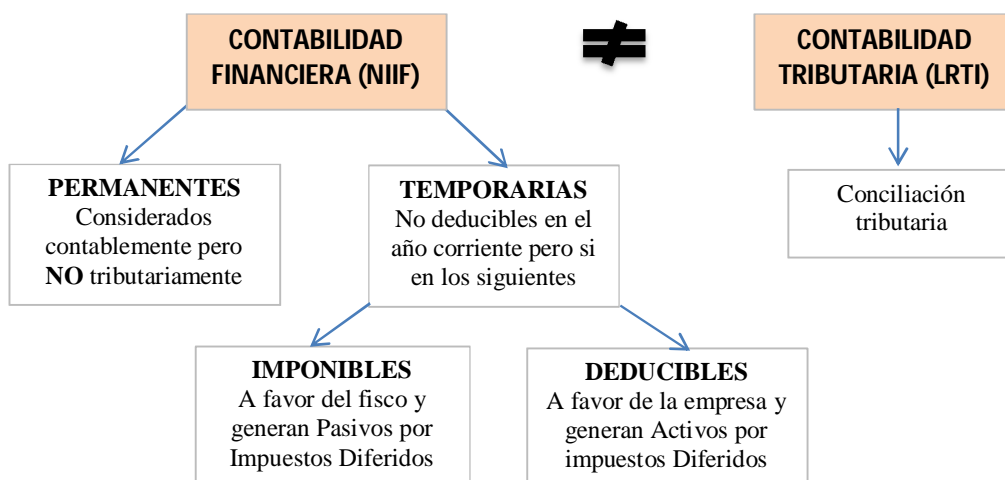 CONTABILIDAD
FINANCIERA (NIIF)
≠
CONTABILIDAD
TRIBUTARIA (LRTI)
PERMANENTES
Considerados
contablemente pero
NO tributariamente
TEMPORARIAS
No deducibles en el
año corriente pero si
en los siguientes
Conciliación
tributaria
IMPONIBLES
A favor del fisco y
generan Pasivos por
Impuestos Diferidos
DEDUCIBLES
A favor de la empresa y
generan Activos por
impuestos Diferidos